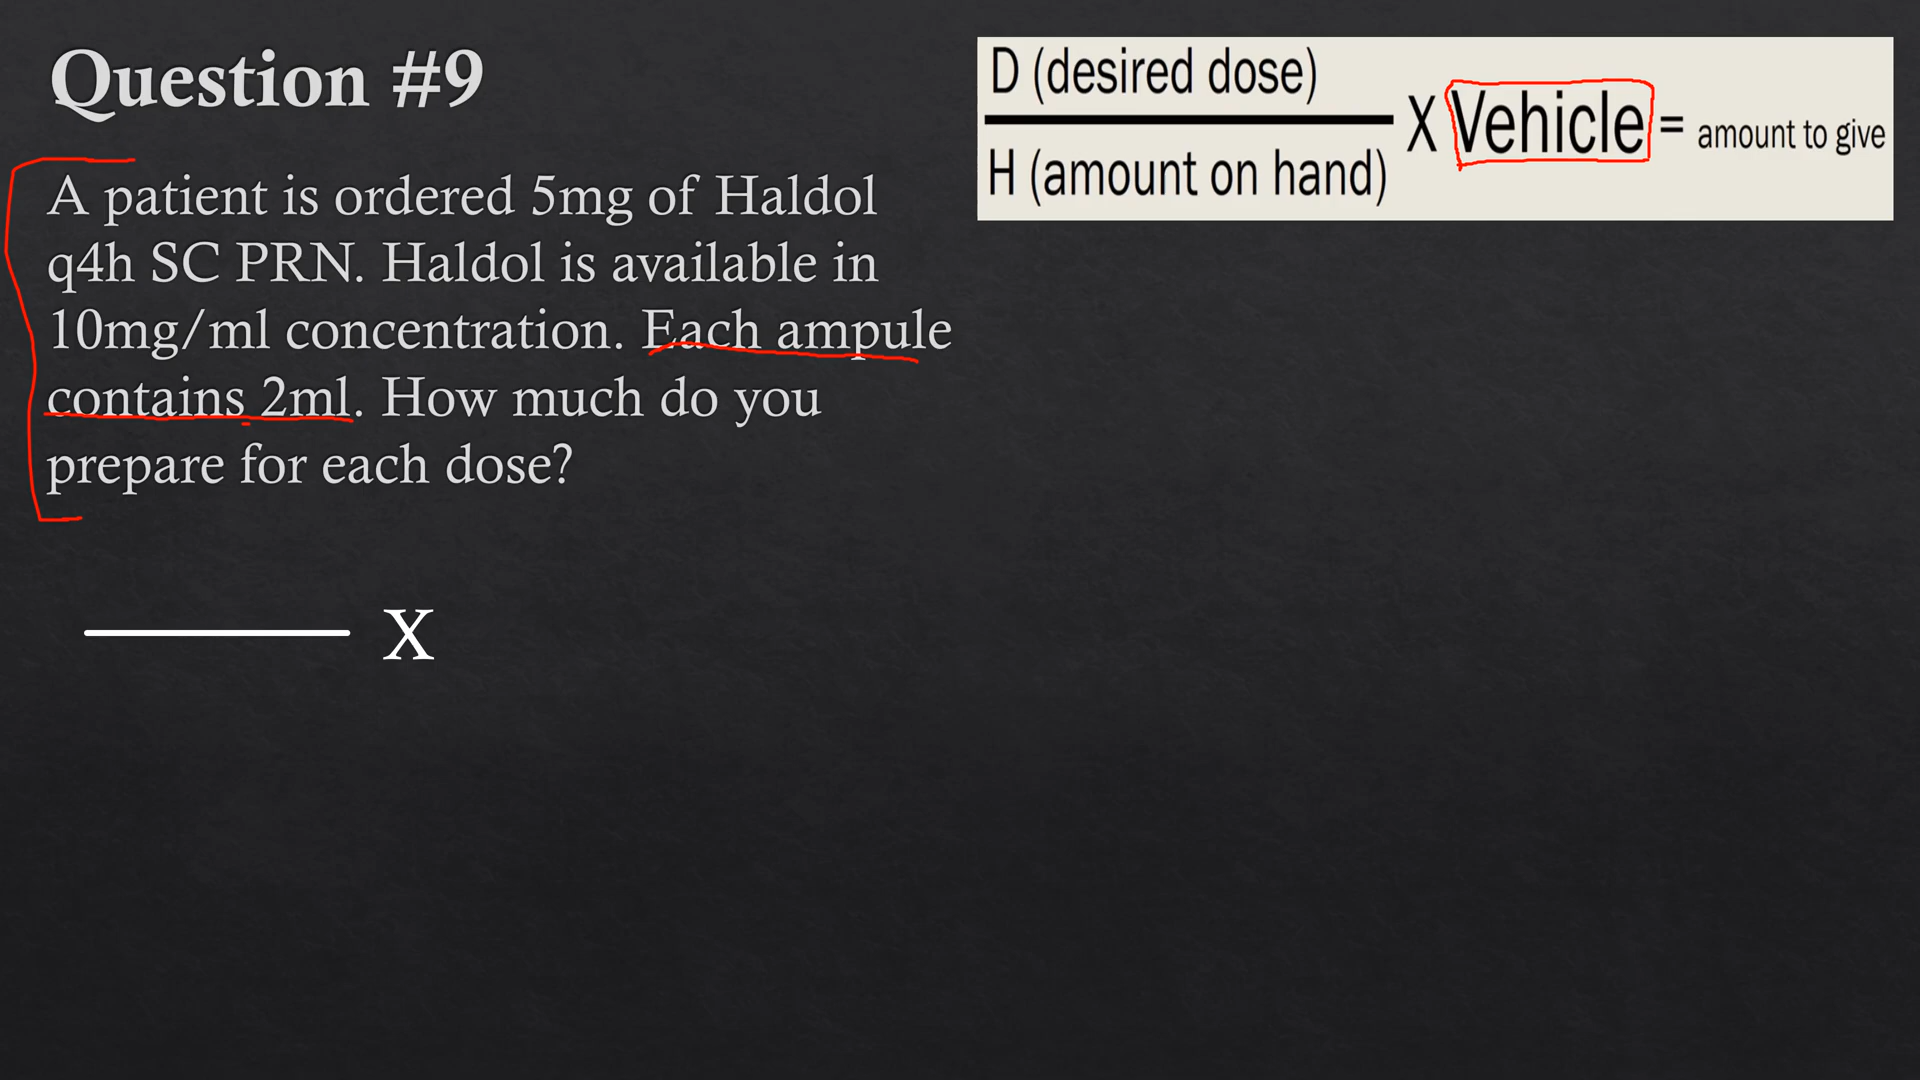 Question #9
A patient is ordered 5mg of Haldol
q4h SC PRN. Haldol is available in
10mg/ml concentration. Each ampule
contains 2ml. How much do you
prepare for each dose?
X
D (desired dose)
H (amount on hand)
X Vehicle = amount to give